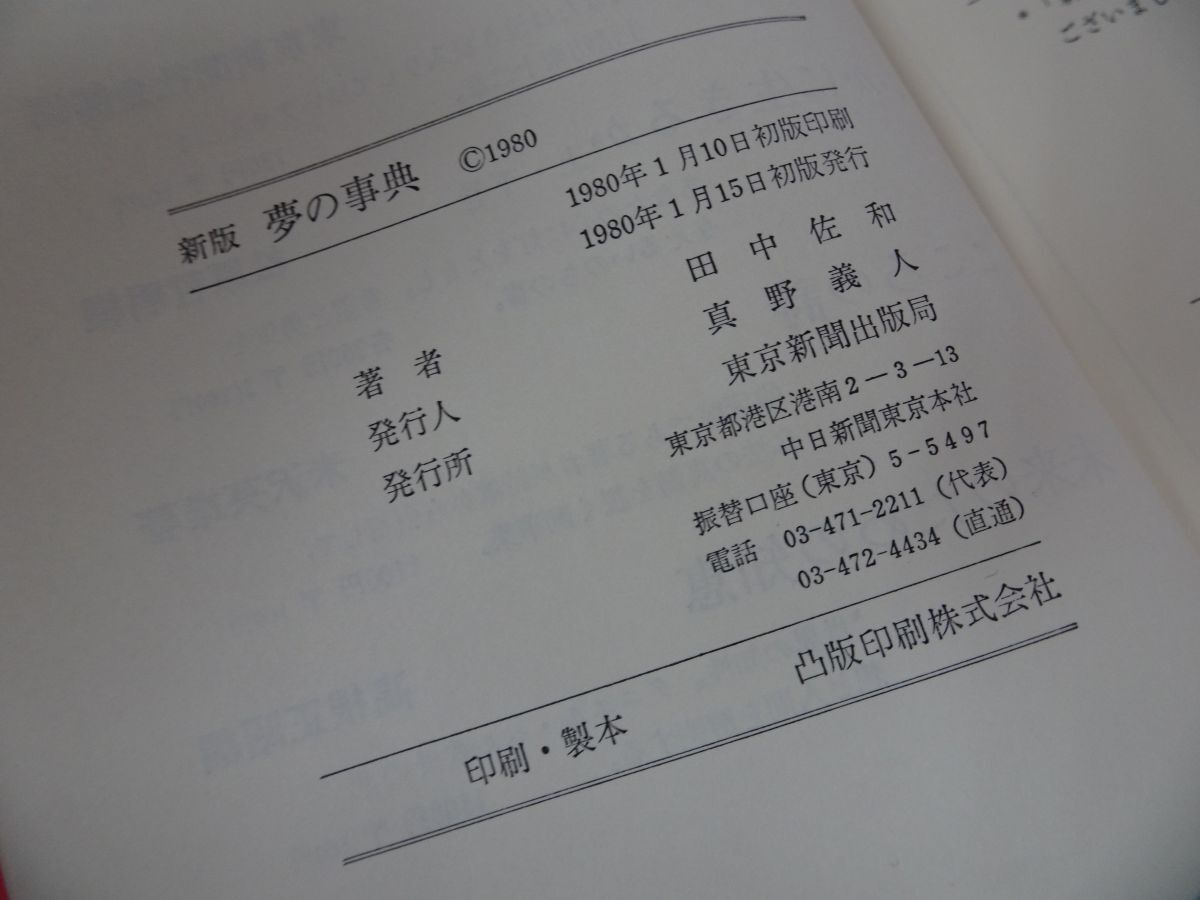 新版 夢の事典 ©1980
1980年1月10日初版印刷
1980年1月15日初版発行
著者 田中佐和
発行人 真野義人
発行所 東京新聞出版局
東京都港区港南2-3-13
中日新聞東京本社
振替口座(東京)5-5497
電話 03-471-2211(代表)
03-472-4434(直通)
印刷・製本 凸版印刷株式会社
ございまし